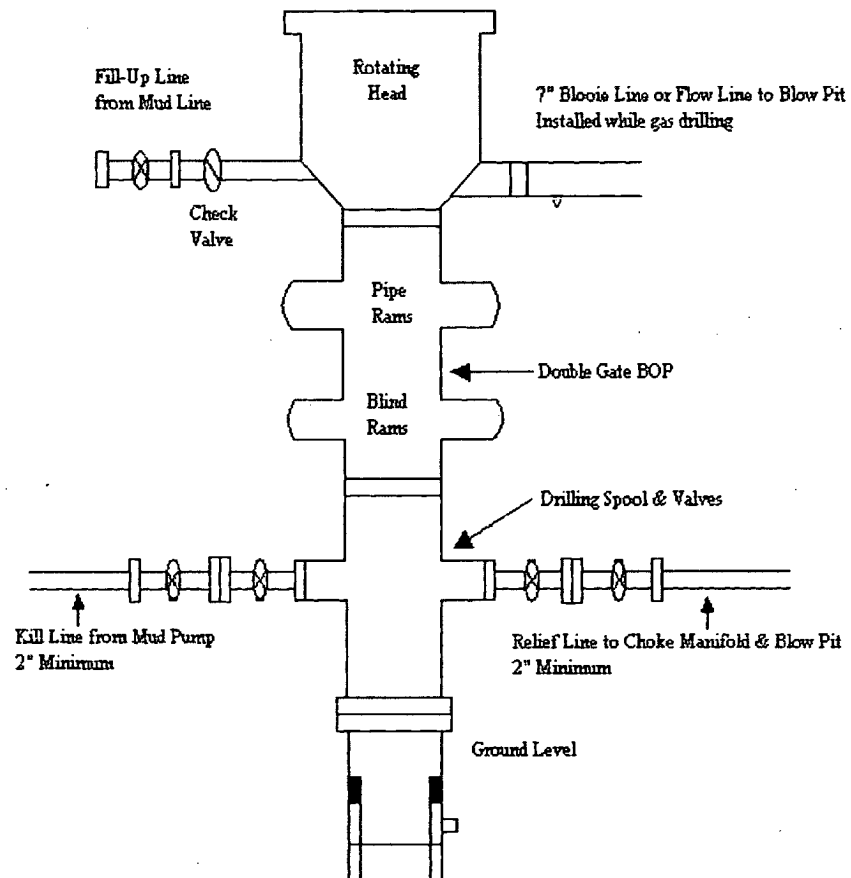 Rotating
Head
Fill-Up Line
from Mud Line
7" Blooie Line or Flow Line to Blow Pit
Installed while gas drilling
Check
Valve
Pipe
Rams
Double Gate BOP
Blind
Rams
Drilling Spool & Valves
Kill Line from Mud Pump
2" Minimum
Relief Line to Choke Manifold & Blow Pit
2" Minimum
Ground Level